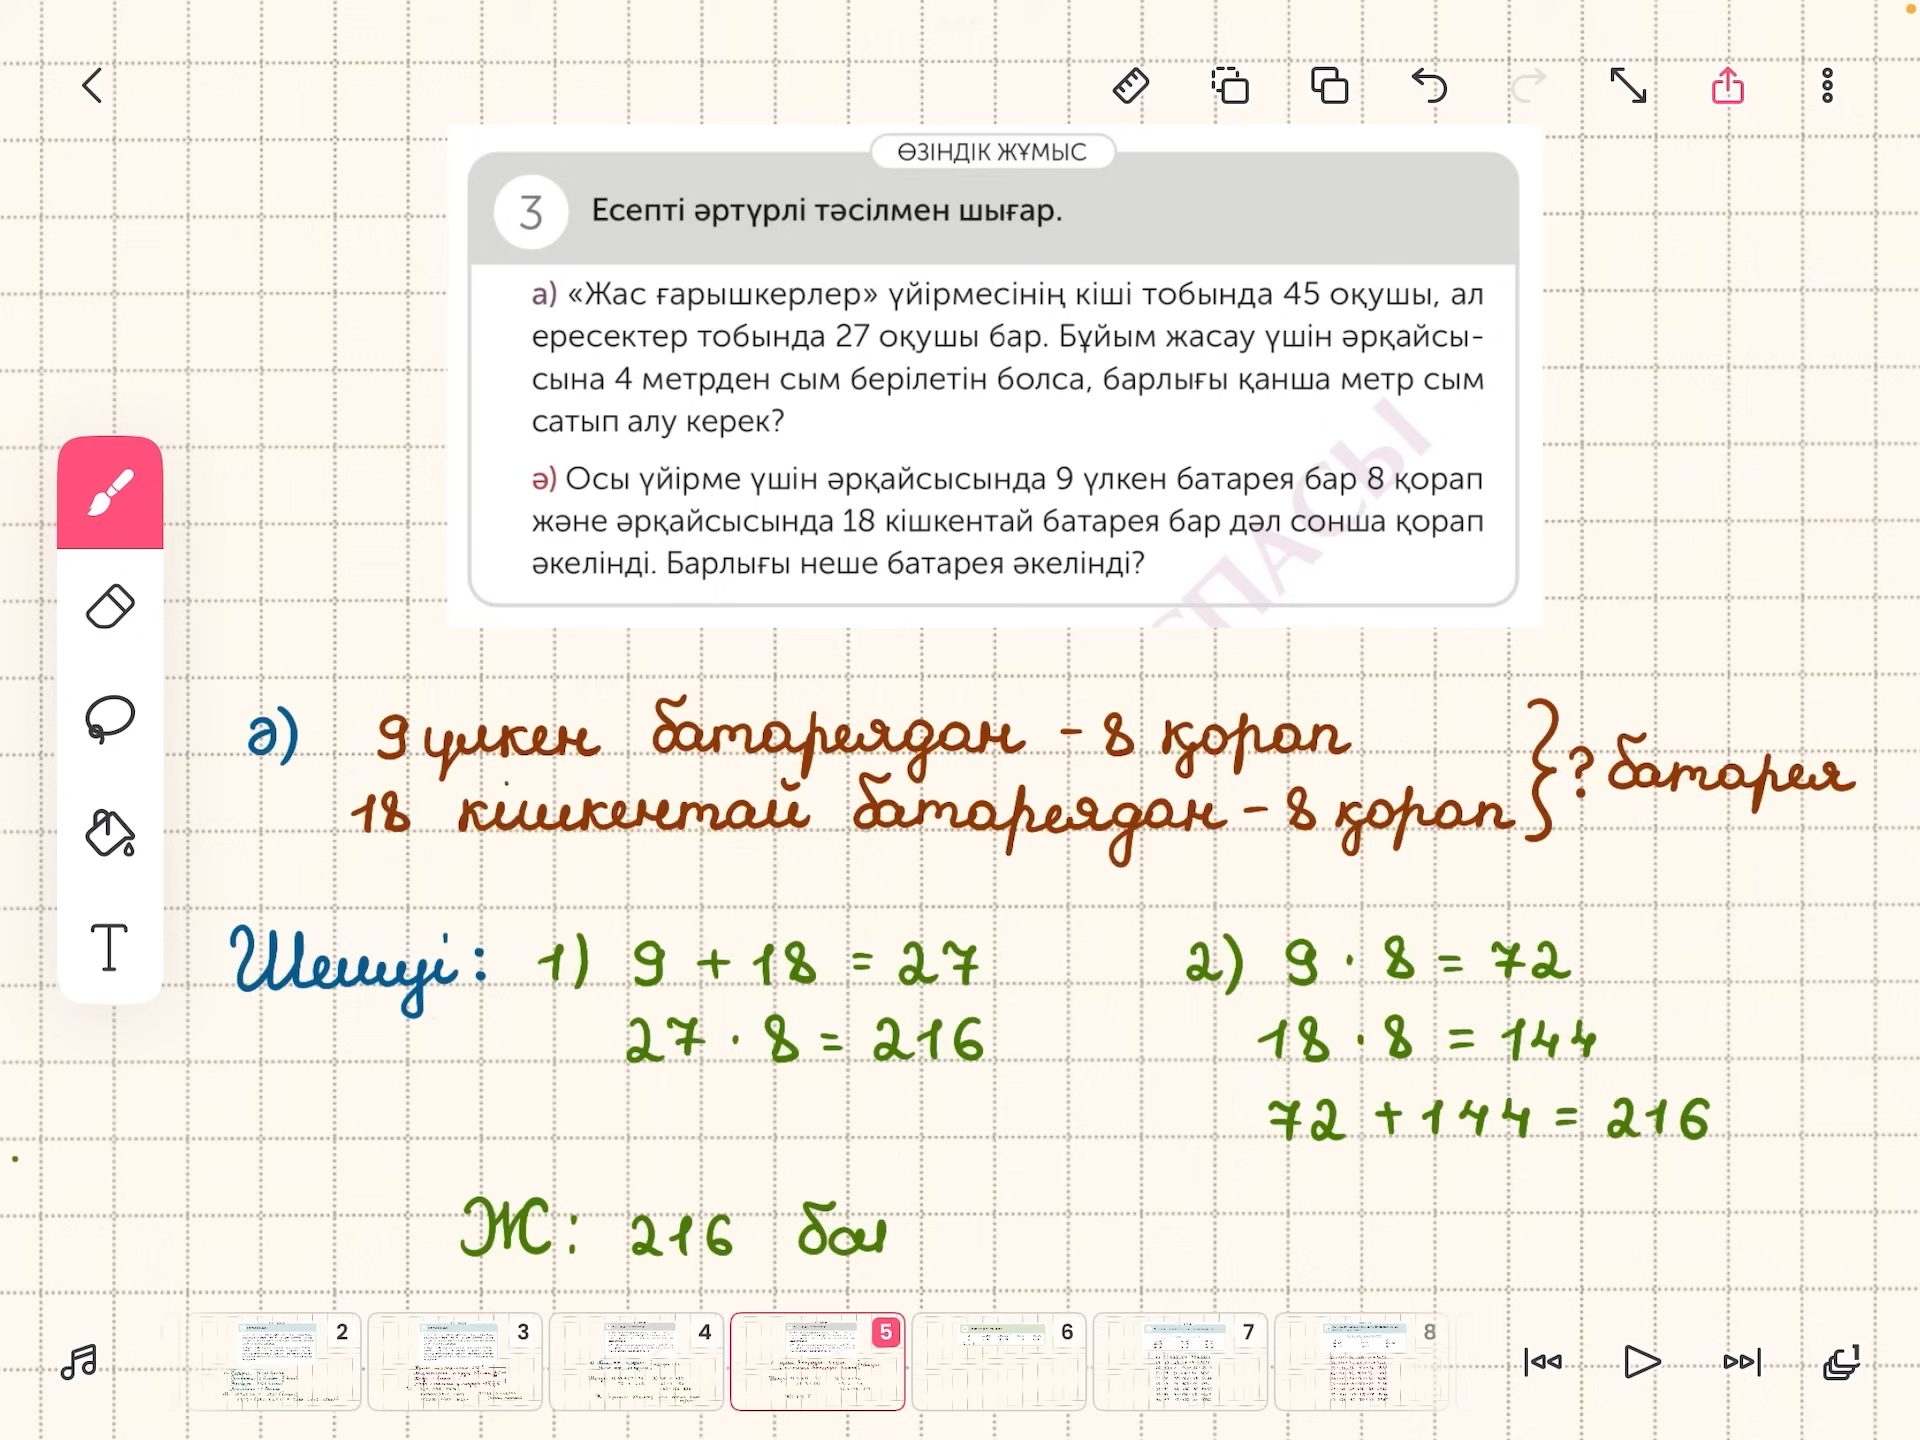 ӨЗІНДІК ЖҰМЫС
3 Есепті әртүрлі тәсілмен шығар.
а) «Жас ғарышкерлер» үйірмесінің кіші тобында 45 оқушы, ал
ересектер тобында 27 оқушы бар. Бұйым жасау үшін әрқайсы-
сына 4 метрден сым берілетін болса, барлығы қанша метр сым
сатып алу керек?
ә) Осы үйірме үшін әрқайсысында 9 үлкен батарея бар 8 қорап
және әрқайсысында 18 кішкентай батарея бар дәл сонша қорап
әкелінді. Барлығы неше батарея әкелінді?
СПАСЫ
ә) 9 үлкен батареядан - 8 қорап
18 кішкентай батареядан - 8 қорап } ? батарея
Шешуі: 1) 9 + 18 = 27 2) 9 · 8 = 72
27 · 8 = 216 18 · 8 = 144
72 + 144 = 216
Ж: 216 ба
T
2 3 4 5 6 7 8
1